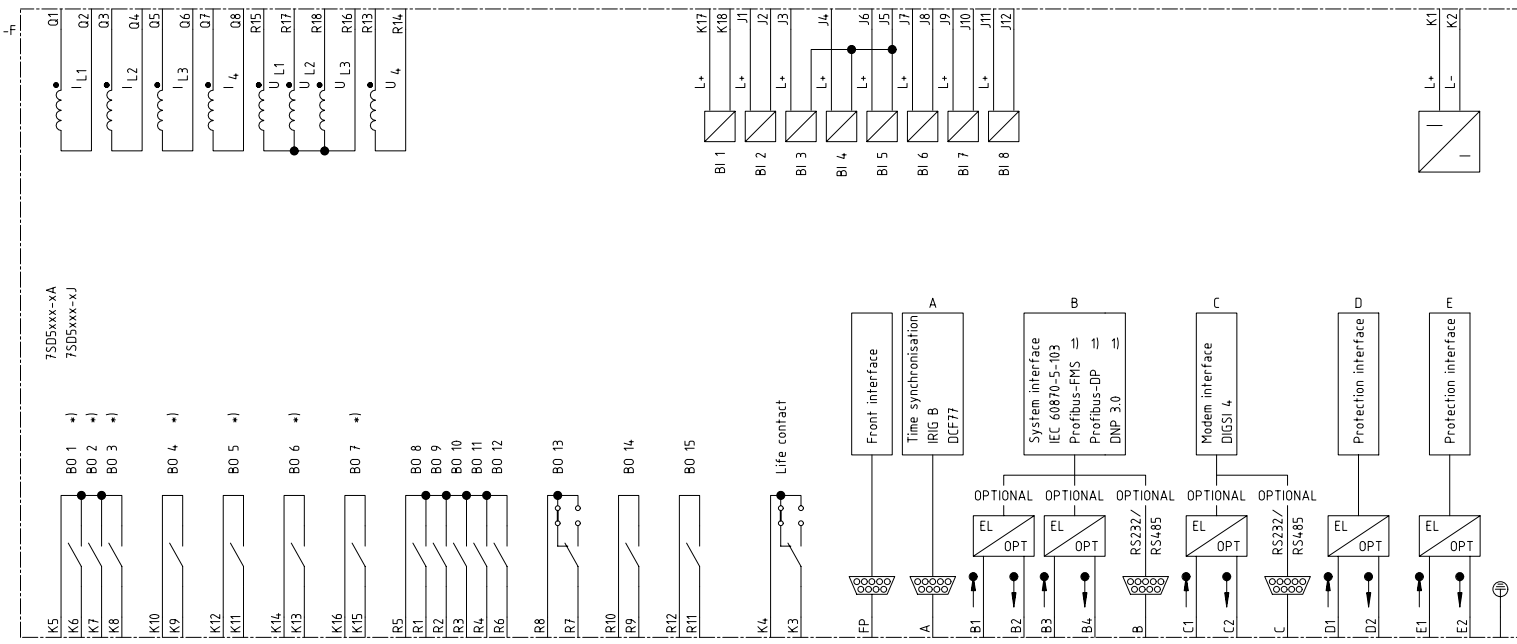 -F
Q1
Q2
Q3
Q4
Q5
Q6
Q7
Q8
R15
R17
R18
R16
R13
R14
I L1
I L2
I L3
I 4
U L1
U L2
U L3
U 4
K17
K18
J1
J2
J3
J4
J6
J5
J7
J8
J9
J10
J11
J12
L+
L+
L+
L+
L+
L+
L+
L+
BI 1
BI 2
BI 3
BI 4
BI 5
BI 6
BI 7
BI 8
K1
K2
L+
L-
7SD5xxx-xA
7SD5xxx-xJ
BO 1 *)
BO 2 *)
BO 3 *)
BO 4 *)
BO 5 *)
BO 6 *)
BO 7 *)
BO 8
BO 9
BO 10
BO 11
BO 12
BO 13
BO 14
BO 15
Life contact
K5
K6
K7
K8
K10
K9
K12
K11
K14
K13
K16
K15
R5
R1
R2
R3
R4
R6
R8
R7
R10
R9
R12
R11
K4
K3
Front interface
FP
A
Time synchronisation
IRIG B
DCF77
A
B
System interface
IEC 60870-5-103
Profibus-FMS 1)
Profibus-DP 1)
DNP 3.0 1)
OPTIONAL
OPTIONAL
OPTIONAL
EL
OPT
EL
OPT
RS232/
RS485
B1
B2
B3
B4
B
C
Modem interface
DIGSI 4
OPTIONAL
OPTIONAL
EL
OPT
RS232/
RS485
C1
C2
C
D
Protection interface
EL
OPT
D1
D2
E
Protection interface
EL
OPT
E1
E2